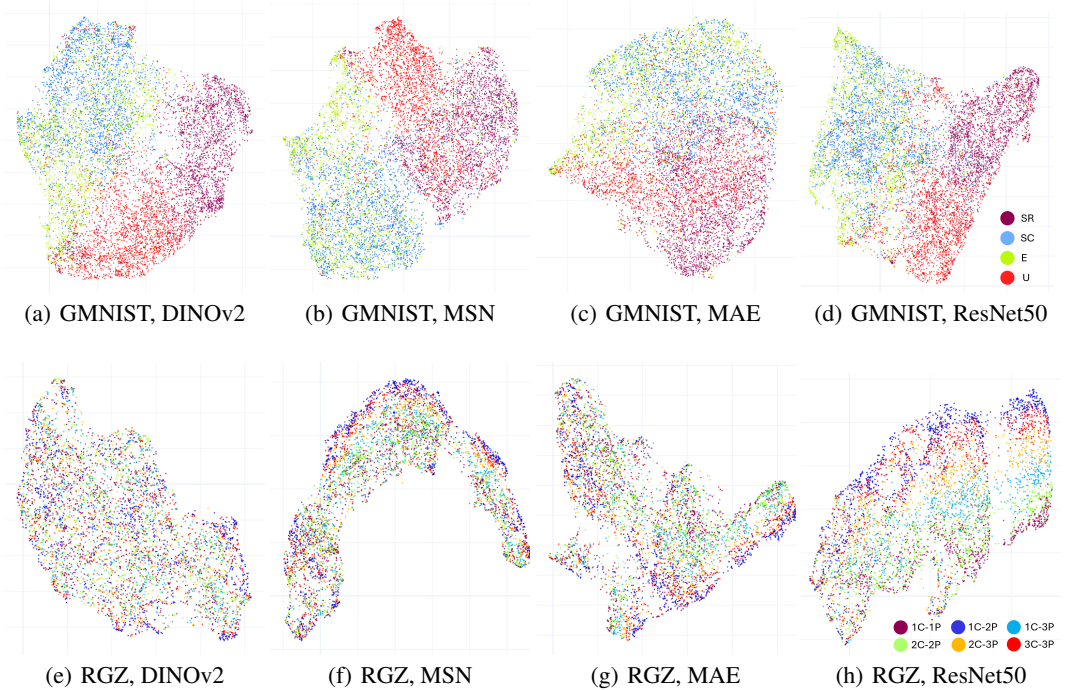 SR
SC
E
U
(a) GMNIST, DINOv2
(b) GMNIST, MSN
(c) GMNIST, MAE
(d) GMNIST, ResNet50
1C-1P 1C-2P 1C-3P
2C-2P 2C-3P 3C-3P
(e) RGZ, DINOv2
(f) RGZ, MSN
(g) RGZ, MAE
(h) RGZ, ResNet50